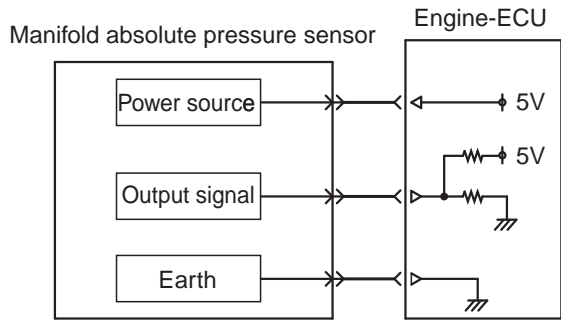 Engine-ECU
Manifold absolute pressure sensor
Power source
5V
5V
Output signal
Earth